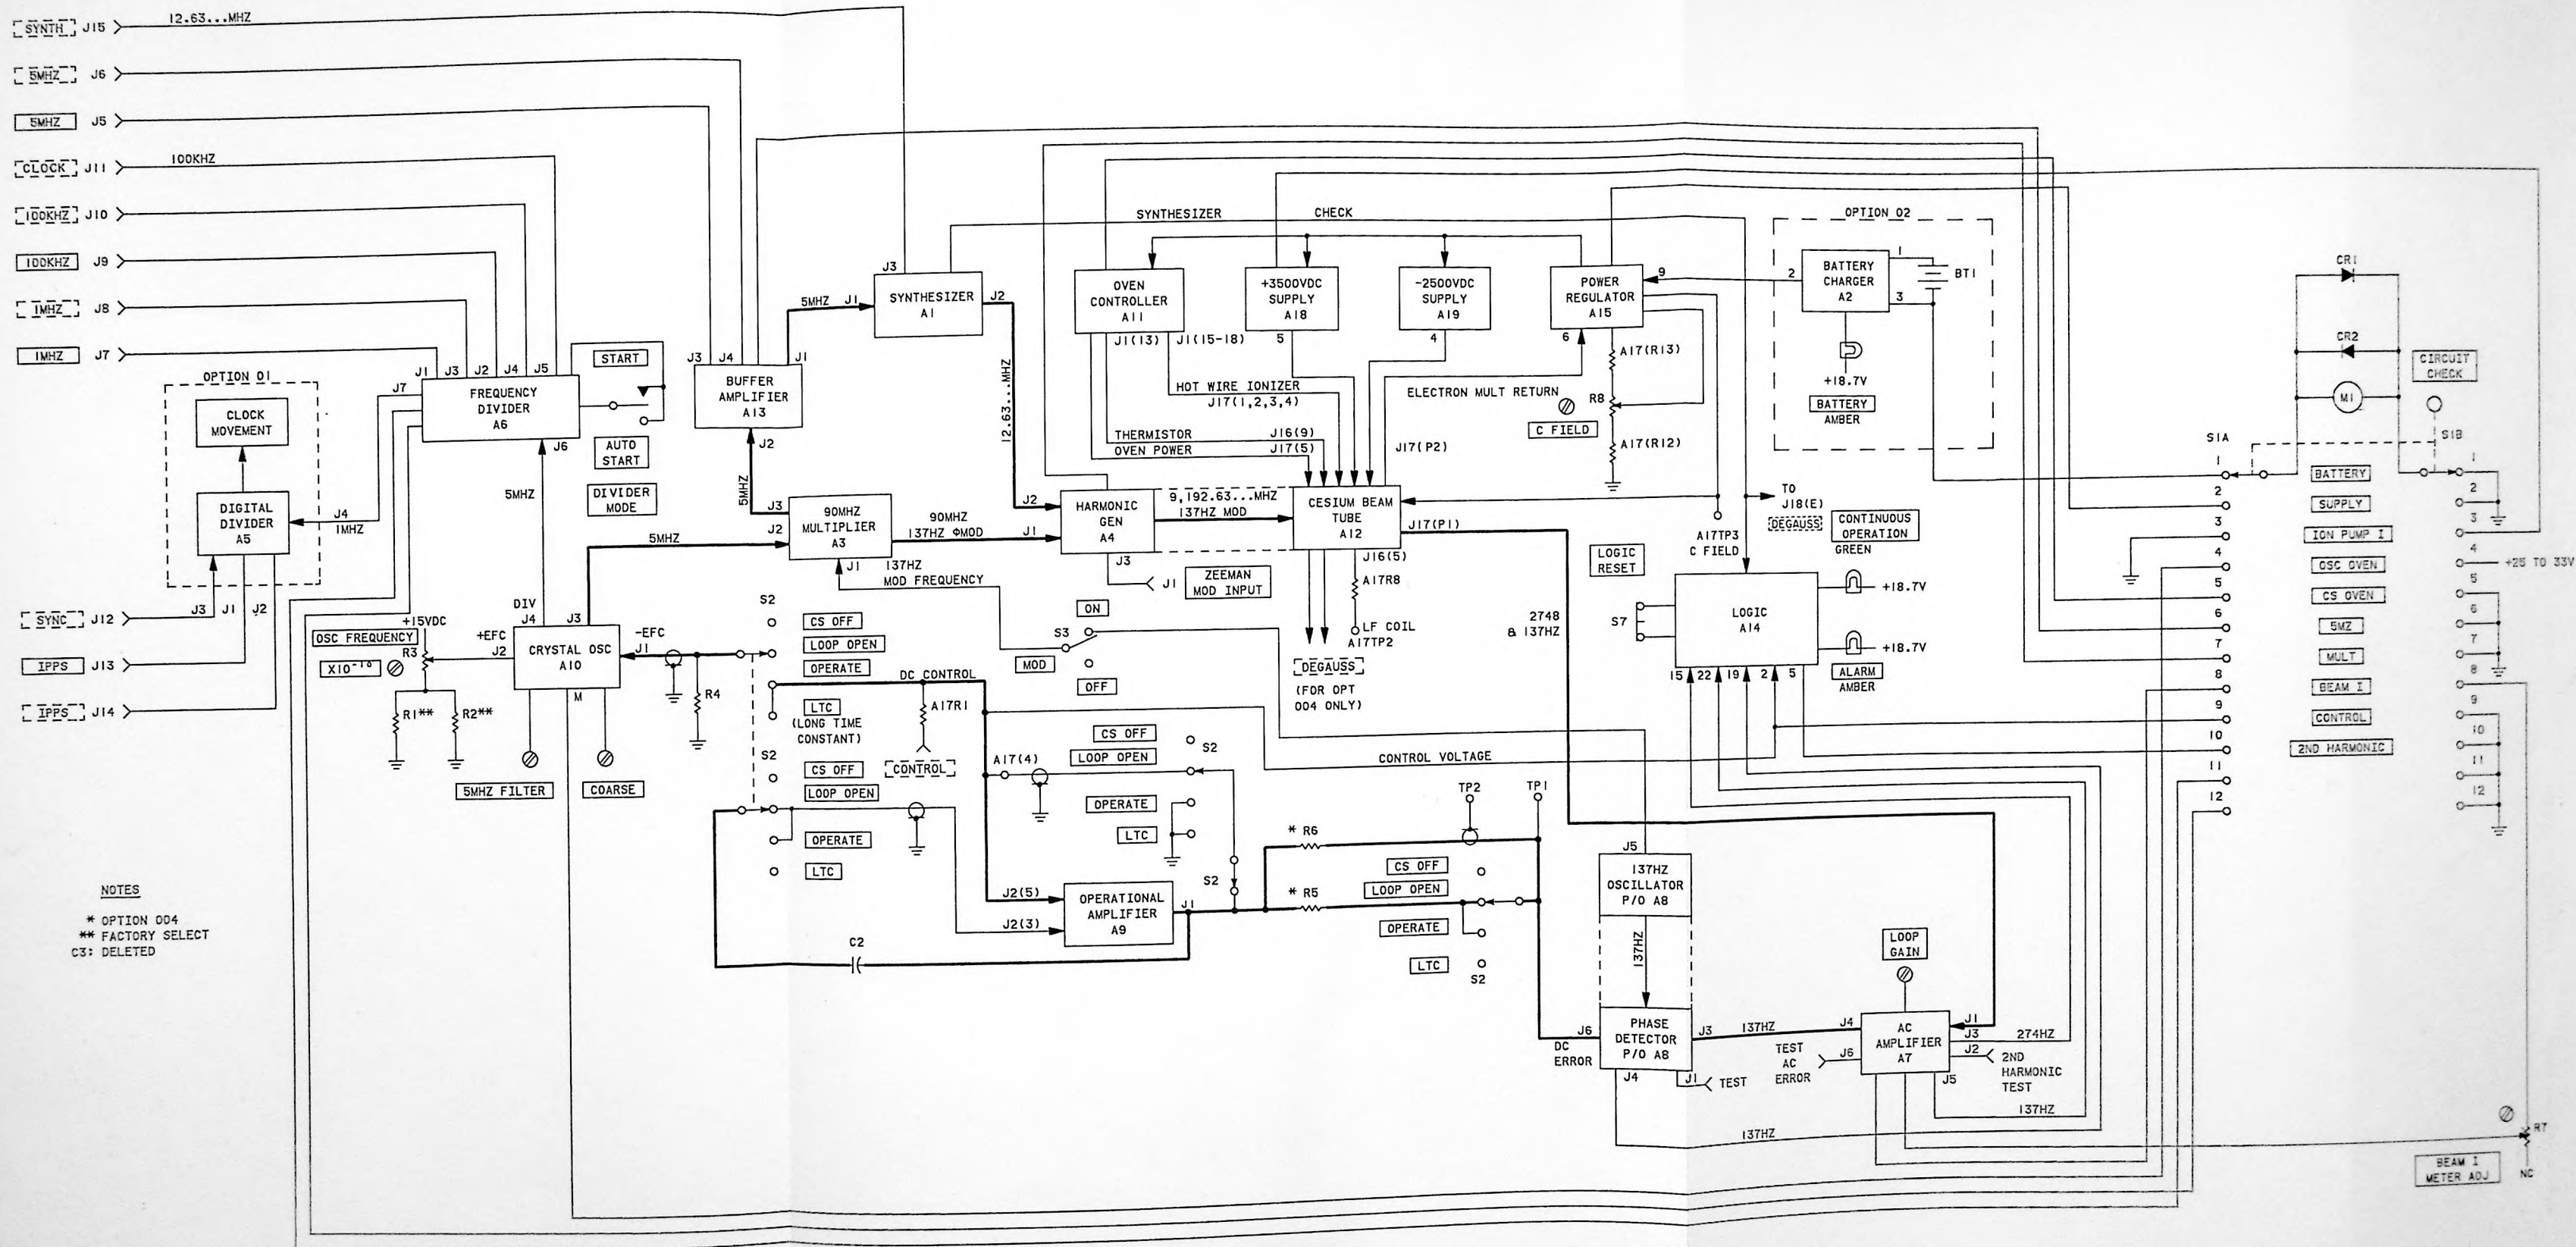 SYNTH J15
12.63...MHZ
5MHZ J6
5MHZ J5
CLOCK J11
100KHZ
100KHZ J10
100KHZ J9
1MHZ J8
1MHZ J7
OPTION 01
CLOCK
MOVEMENT
DIGITAL
DIVIDER
A5
J4
1MHZ
J3 J1 J2
SYNC J12
1PPS J13
1PPS J14
J7
J1 J3 J2 J4 J5
FREQUENCY
DIVIDER
A6
J6
START
AUTO
START
DIVIDER
MODE
5MHZ
DIV
J4
J3
+EFC
J2
CRYSTAL OSC
A10
M
-EFC
J1
+15VDC
OSC FREQUENCY
R3
X10⁻¹⁰
R1**
R2**
5MHZ FILTER
COARSE
R4
5MHZ
J3 J4 J1
BUFFER
AMPLIFIER
A13
J2
5MHZ
J3
J2
90MHZ
MULTIPLIER
A3
J1
137HZ
MOD FREQUENCY
90MHZ
137HZ ΦMOD
5MHZ J1
J3
SYNTHESIZER
A1
J2
12.63...MHZ
SYNTHESIZER CHECK
J2
J1
HARMONIC
GEN
A4
J3
J1
ZEEMAN
MOD INPUT
9,192.63...MHZ
137HZ MOD
OVEN
CONTROLLER
A11
J1(13)
J1(15-18)
+3500VDC
SUPPLY
A18
5
-2500VDC
SUPPLY
A19
4
POWER
REGULATOR
A15
6
9
HOT WIRE IONIZER
J17(1,2,3,4)
THERMISTOR J16(9)
OVEN POWER J17(5)
ELECTRON MULT RETURN
J17(P2)
C FIELD
A17(R13)
R8
A17(R12)
CESIUM BEAM
TUBE
A12
J17(P1)
J16(5)
A17R8
LF COIL
A17TP2
DEGAUSS
(FOR OPT
004 ONLY)
OPTION 02
2
BATTERY
CHARGER
A2
1
3
BT1
+18.7V
BATTERY
AMBER
A17TP3
C FIELD
TO
J18(E)
DEGAUSS
CONTINUOUS
OPERATION
GREEN
LOGIC
RESET
S7
LOGIC
A14
15 22 19 2 5
+18.7V
+18.7V
ALARM
AMBER
2748
& 137HZ
S2
CS OFF
LOOP OPEN
OPERATE
LTC
(LONG TIME
CONSTANT)
S2
CS OFF
LOOP OPEN
OPERATE
LTC
DC CONTROL
A17R1
CONTROL
ON
S3
MOD
OFF
CS OFF
LOOP OPEN
S2
OPERATE
LTC
A17(4)
CONTROL VOLTAGE
S2
J2(5)
J2(3)
OPERATIONAL
AMPLIFIER
A9
J1
C2
* R6
* R5
TP2
TP1
CS OFF
LOOP OPEN
OPERATE
LTC
S2
J5
137HZ
OSCILLATOR
P/O A8
137HZ
PHASE
DETECTOR
P/O A8
J6
DC
ERROR
J4
J1
TEST
J3
137HZ
J4
TEST
AC
ERROR
J6
LOOP
GAIN
AC
AMPLIFIER
A7
J1
J3
J2
J5
274HZ
2ND
HARMONIC
TEST
137HZ
137HZ
CR1
CR2
M1
CIRCUIT
CHECK
S1A
S1B
1
2
3
4
5
6
7
8
9
10
11
12
BATTERY
SUPPLY
ION PUMP I
OSC OVEN
CS OVEN
5MZ
MULT
BEAM I
CONTROL
2ND HARMONIC
1
2
3
4
5
6
7
8
9
10
11
12
+25 TO 33V
R7
NC
BEAM I
METER ADJ
NOTES
* OPTION 004
** FACTORY SELECT
C3: DELETED